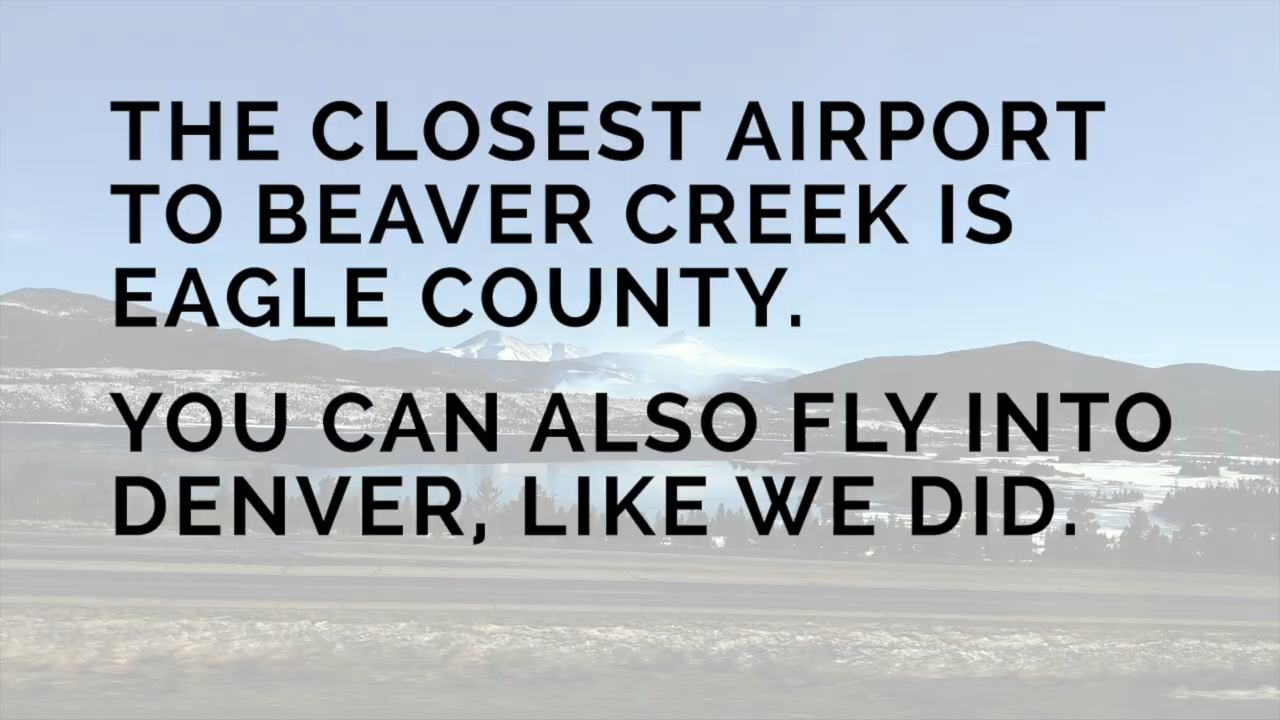 THE CLOSEST AIRPORT
TO BEAVER CREEK IS
EAGLE COUNTY.
YOU CAN ALSO FLY INTO
DENVER, LIKE WE DID.